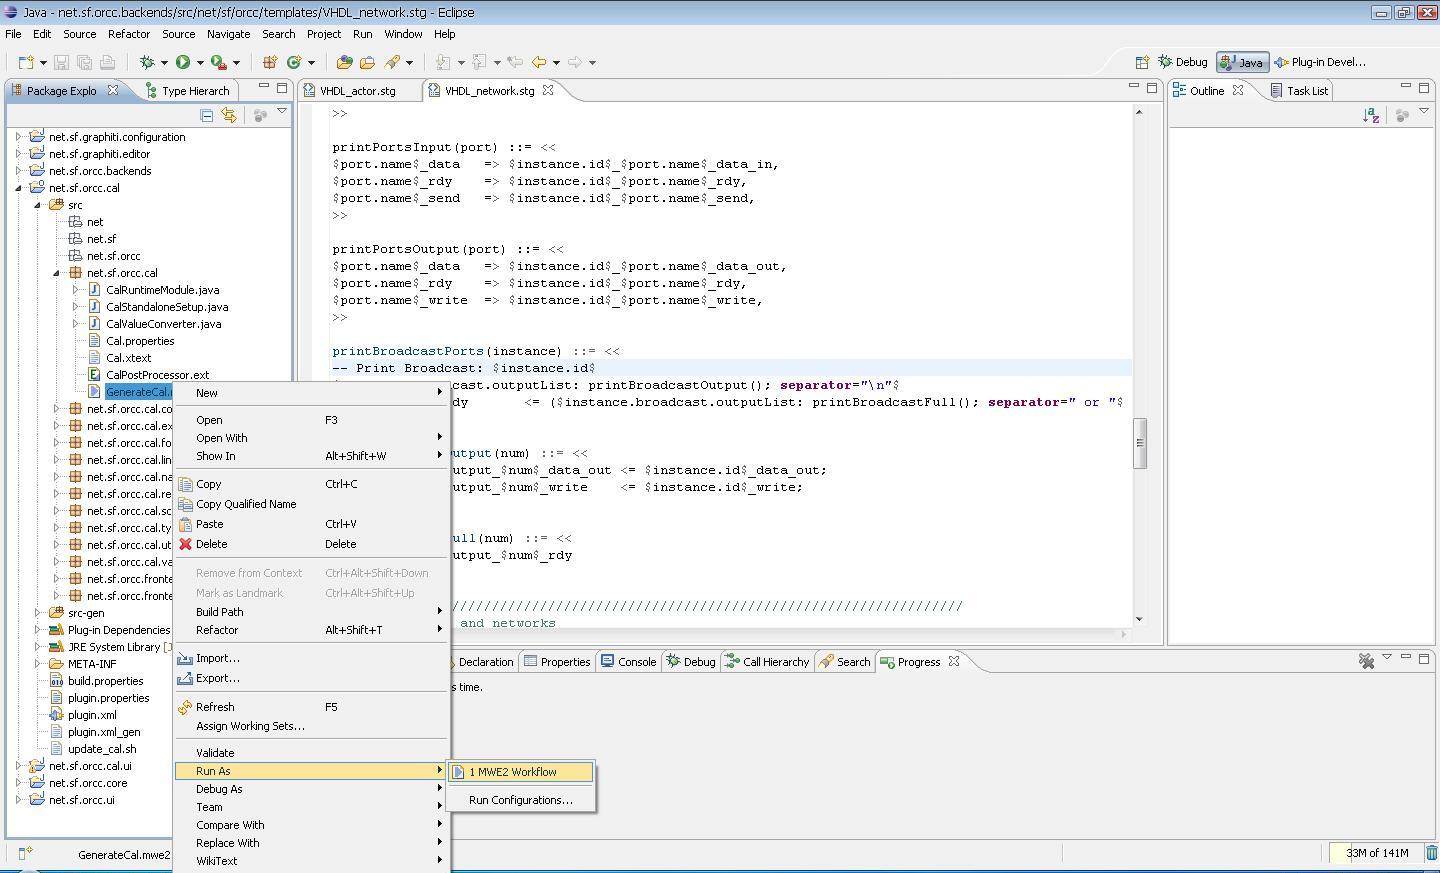 Java - net.sf.orcc.backends/src/net/sf/orcc/templates/VHDL_network.stg - Eclipse
File Edit Source Refactor Source Navigate Search Project Run Window Help
Debug Java Plug-in Devel...
Package Explo Type Hierarch
VHDL_actor.stg VHDL_network.stg
Outline Task List
net.sf.graphiti.configuration
net.sf.graphiti.editor
net.sf.orcc.backends
net.sf.orcc.cal
src
net
net.sf
net.sf.orcc
net.sf.orcc.cal
CalRuntimeModule.java
CalStandaloneSetup.java
CalValueConverter.java
Cal.properties
Cal.xtext
CalPostProcessor.ext
GenerateCal.
net.sf.orcc.cal.co
net.sf.orcc.cal.ex
net.sf.orcc.cal.fo
net.sf.orcc.cal.lin
net.sf.orcc.cal.na
net.sf.orcc.cal.re
net.sf.orcc.cal.sc
net.sf.orcc.cal.ty
net.sf.orcc.cal.ut
net.sf.orcc.cal.va
net.sf.orcc.fronte
net.sf.orcc.fronte
src-gen
Plug-in Dependencies
JRE System Library [J
META-INF
build.properties
plugin.properties
plugin.xml
plugin.xml_gen
update_cal.sh
net.sf.orcc.cal.ui
net.sf.orcc.core
net.sf.orcc.ui
>>
printPortsInput(port) ::= <<
$port.name$_data   => $instance.id$_$port.name$_data_in,
$port.name$_rdy    => $instance.id$_$port.name$_rdy,
$port.name$_send   => $instance.id$_$port.name$_send,
>>
printPortsOutput(port) ::= <<
$port.name$_data   => $instance.id$_$port.name$_data_out,
$port.name$_rdy    => $instance.id$_$port.name$_rdy,
$port.name$_write  => $instance.id$_$port.name$_write,
>>
printBroadcastPorts(instance) ::= <<
-- Print Broadcast: $instance.id$
cast.outputList: printBroadcastOutput(); separator="\n"$
dy       <= ($instance.broadcast.outputList: printBroadcastFull(); separator=" or "$
utput(num) ::= <<
utput_$num$_data_out <= $instance.id$_data_out;
utput_$num$_write    <= $instance.id$_write;
ull(num) ::= <<
utput_$num$_rdy
////////////////////////////////////////////////////////////////
and networks
New
Open F3
Open With
Show In Alt+Shift+W
Copy Ctrl+C
Copy Qualified Name
Paste Ctrl+V
Delete Delete
Remove from Context Ctrl+Alt+Shift+Down
Mark as Landmark Ctrl+Alt+Shift+Up
Build Path
Refactor Alt+Shift+T
Import...
Export...
Refresh F5
Assign Working Sets...
Validate
Run As
Debug As
Team
Compare With
Replace With
WikiText
1 MWE2 Workflow
Run Configurations...
Declaration Properties Console Debug Call Hierarchy Search Progress
s time.
GenerateCal.mwe2
33M of 141M